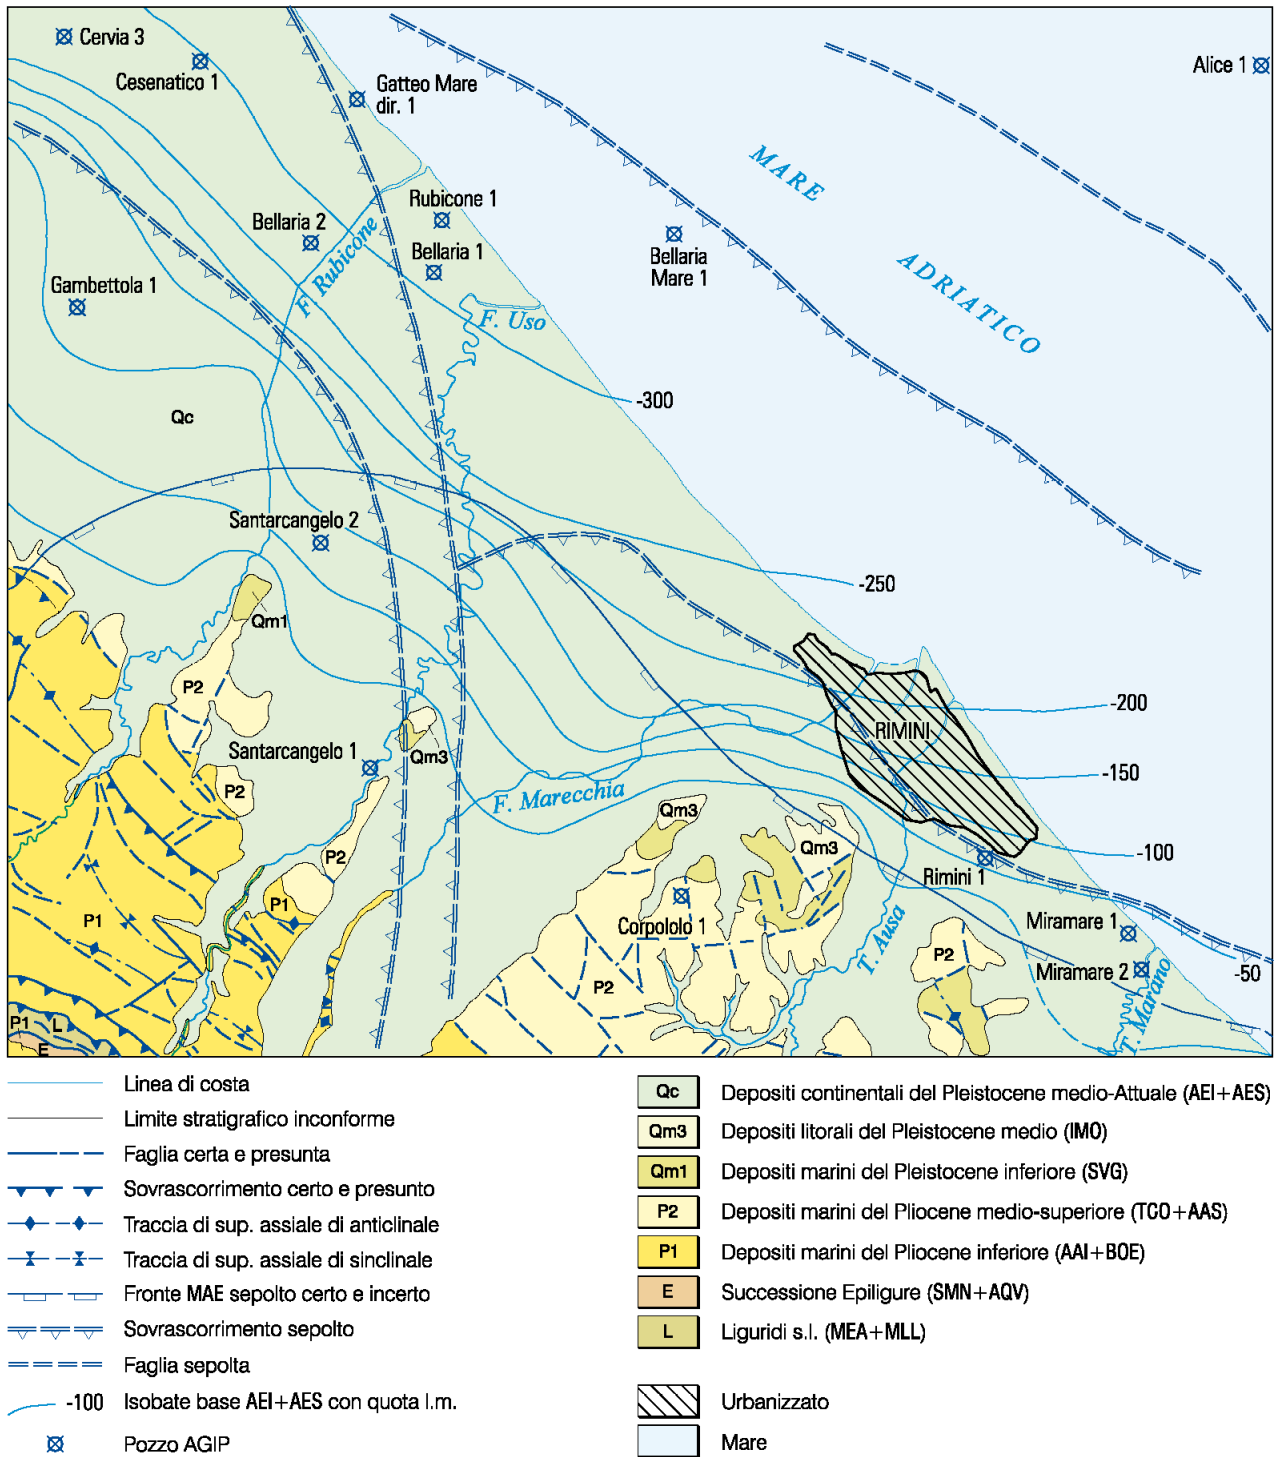 Cervia 3
Cesenatico 1
Gatteo Mare
dir. 1
Alice 1
MARE
ADRIATICO
Rubicone 1
Bellaria 2
Bellaria 1
Bellaria
Mare 1
F. Rubicone
Gambettola 1
F. Uso
-300
Qc
Santarcangelo 2
-250
Qm1
P2
-200
RIMINI
Santarcangelo 1
Qm3
-150
P2
F. Marecchia
Qm3
Qm3
P2
-100
Rimini 1
P1
P1
Corpololo 1
T. Ausa
Miramare 1
P2
Miramare 2
-50
P2
T. Marano
P1
L
E
Linea di costa
Limite stratigrafico inconforme
Faglia certa e presunta
Sovrascorrimento certo e presunto
Traccia di sup. assiale di anticlinale
Traccia di sup. assiale di sinclinale
Fronte MAE sepolto certo e incerto
Sovrascorrimento sepolto
Faglia sepolta
-100 Isobate base AEI+AES con quota l.m.
Pozzo AGIP
Qc Depositi continentali del Pleistocene medio-Attuale (AEI+AES)
Qm3 Depositi litorali del Pleistocene medio (IMO)
Qm1 Depositi marini del Pleistocene inferiore (SVG)
P2 Depositi marini del Pliocene medio-superiore (TCO+AAS)
P1 Depositi marini del Pliocene inferiore (AAI+BOE)
E Successione Epiligure (SMN+AQV)
L Liguridi s.l. (MEA+MLL)
Urbanizzato
Mare